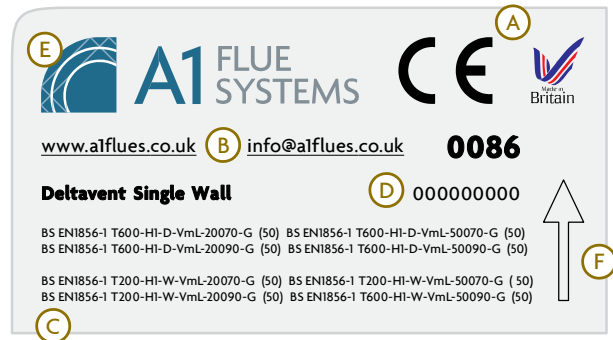 A
E
A1 FLUE SYSTEMS
CE
Made in
Britain
www.a1flues.co.uk B info@a1flues.co.uk 0086
Deltavent Single Wall D 000000000
BS EN1856-1 T600-H1-D-VmL-20070-G (50) BS EN1856-1 T600-H1-D-VmL-50070-G (50)
BS EN1856-1 T600-H1-D-VmL-20090-G (50) BS EN1856-1 T600-H1-D-VmL-50090-G (50)
F
BS EN1856-1 T200-H1-W-VmL-20070-G (50) BS EN1856-1 T200-H1-W-VmL-50070-G ( 50)
BS EN1856-1 T200-H1-W-VmL-20090-G (50) BS EN1856-1 T600-H1-W-VmL-50090-G (50)
C